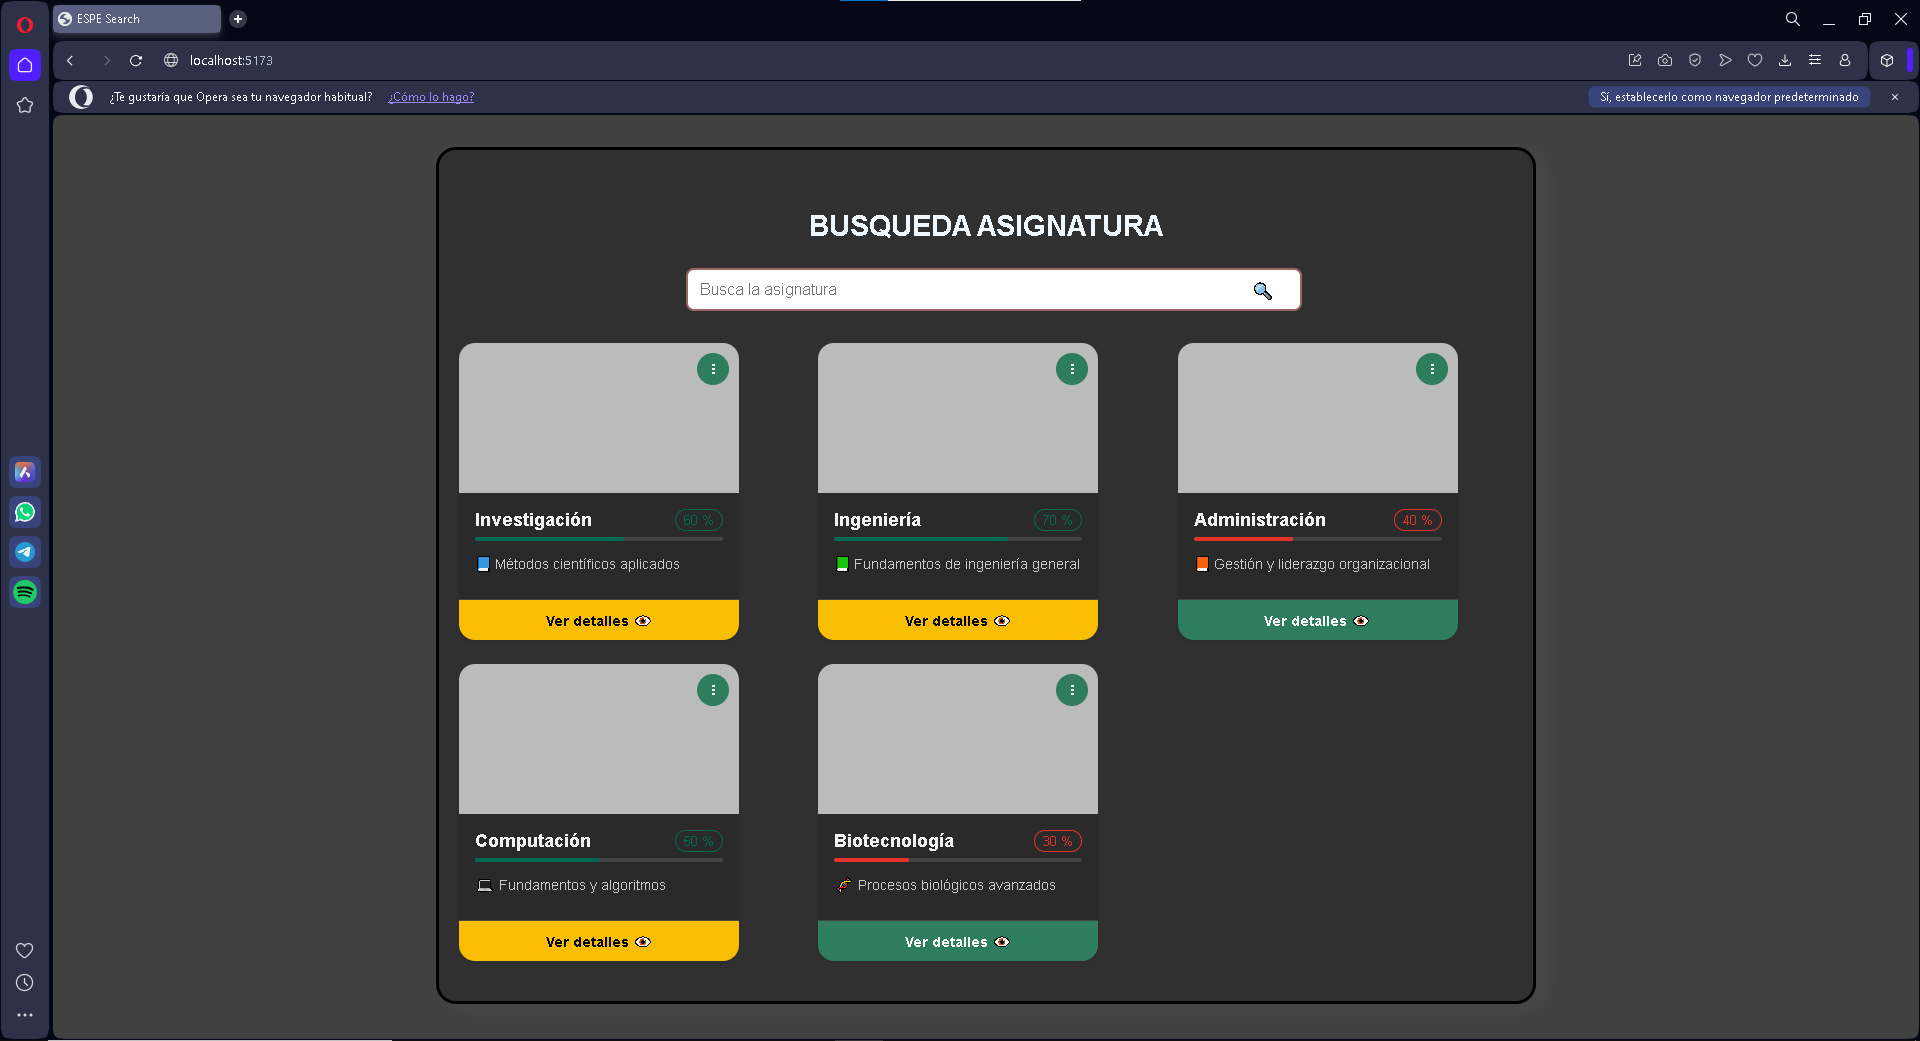 ESPE Search
localhost:5173
¿Te gustaría que Opera sea tu navegador habitual? ¿Cómo lo hago? Sí, establecerlo como navegador predeterminado
BUSQUEDA ASIGNATURA
Busca la asignatura
Investigación 60 %
Métodos científicos aplicados
Ver detalles
Ingeniería 70 %
Fundamentos de ingeniería general
Ver detalles
Administración 40 %
Gestión y liderazgo organizacional
Ver detalles
Computación 50 %
Fundamentos y algoritmos
Ver detalles
Biotecnología 30 %
Procesos biológicos avanzados
Ver detalles